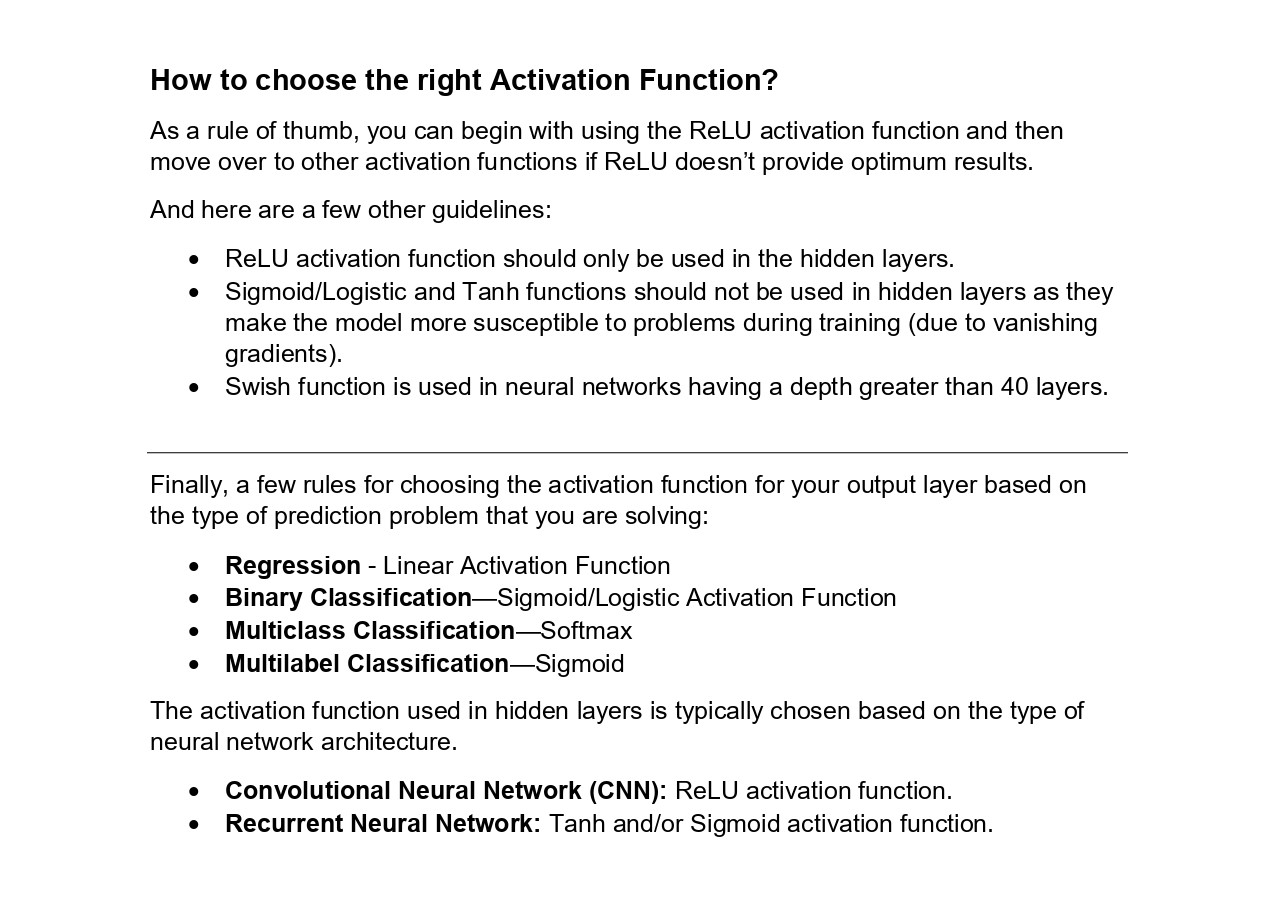 How to choose the right Activation Function?
As a rule of thumb, you can begin with using the ReLU activation function and then
move over to other activation functions if ReLU doesn’t provide optimum results.
And here are a few other guidelines:
• ReLU activation function should only be used in the hidden layers.
• Sigmoid/Logistic and Tanh functions should not be used in hidden layers as they
make the model more susceptible to problems during training (due to vanishing
gradients).
• Swish function is used in neural networks having a depth greater than 40 layers.
Finally, a few rules for choosing the activation function for your output layer based on
the type of prediction problem that you are solving:
• Regression - Linear Activation Function
• Binary Classification—Sigmoid/Logistic Activation Function
• Multiclass Classification—Softmax
• Multilabel Classification—Sigmoid
The activation function used in hidden layers is typically chosen based on the type of
neural network architecture.
• Convolutional Neural Network (CNN): ReLU activation function.
• Recurrent Neural Network: Tanh and/or Sigmoid activation function.